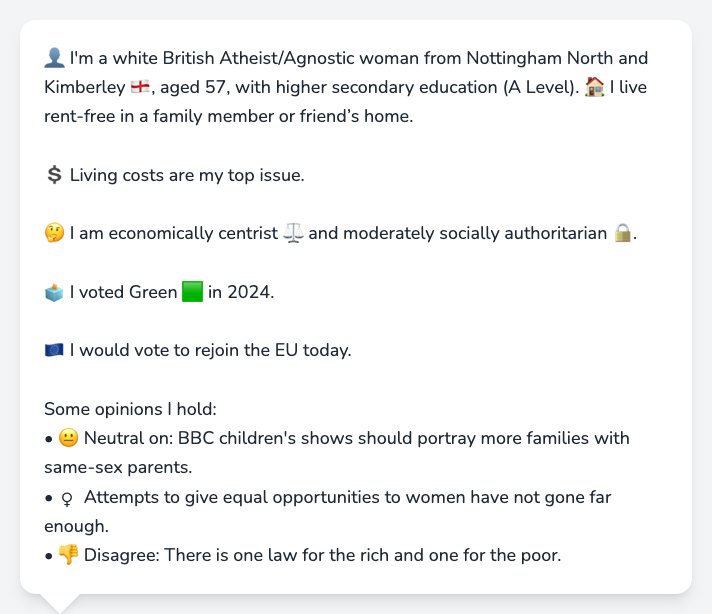 👤 I'm a white British Atheist/Agnostic woman from Nottingham North and
Kimberley 🏴󠁧󠁢󠁥󠁮󠁧󠁿, aged 57, with higher secondary education (A Level). 🏠 I live
rent-free in a family member or friend’s home.
💲 Living costs are my top issue.
🤔 I am economically centrist ⚖️ and moderately socially authoritarian 🔒.
🗳️ I voted Green 🟩 in 2024.
🇪🇺 I would vote to rejoin the EU today.
Some opinions I hold:
• 😐 Neutral on: BBC children's shows should portray more families with
same-sex parents.
• ♀ Attempts to give equal opportunities to women have not gone far
enough.
• 👎 Disagree: There is one law for the rich and one for the poor.